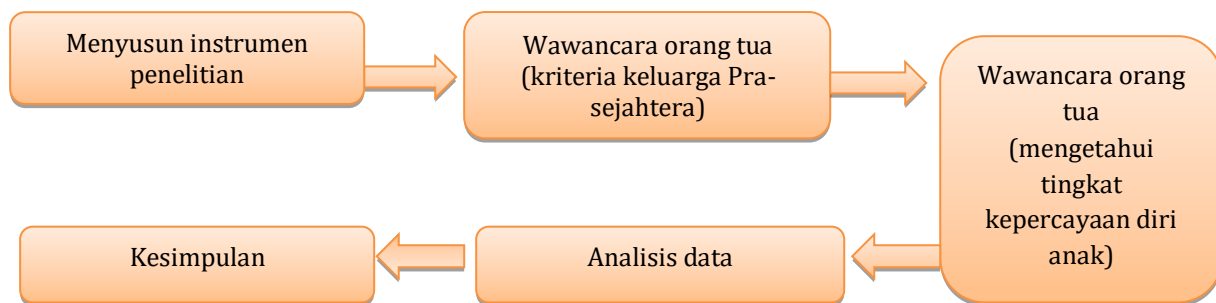 Menyusun instrumen
penelitian
Wawancara orang tua
(kriteria keluarga Pra-
sejahtera)
Wawancara orang
tua
(mengetahui
tingkat
kepercayaan diri
anak)
Analisis data
Kesimpulan